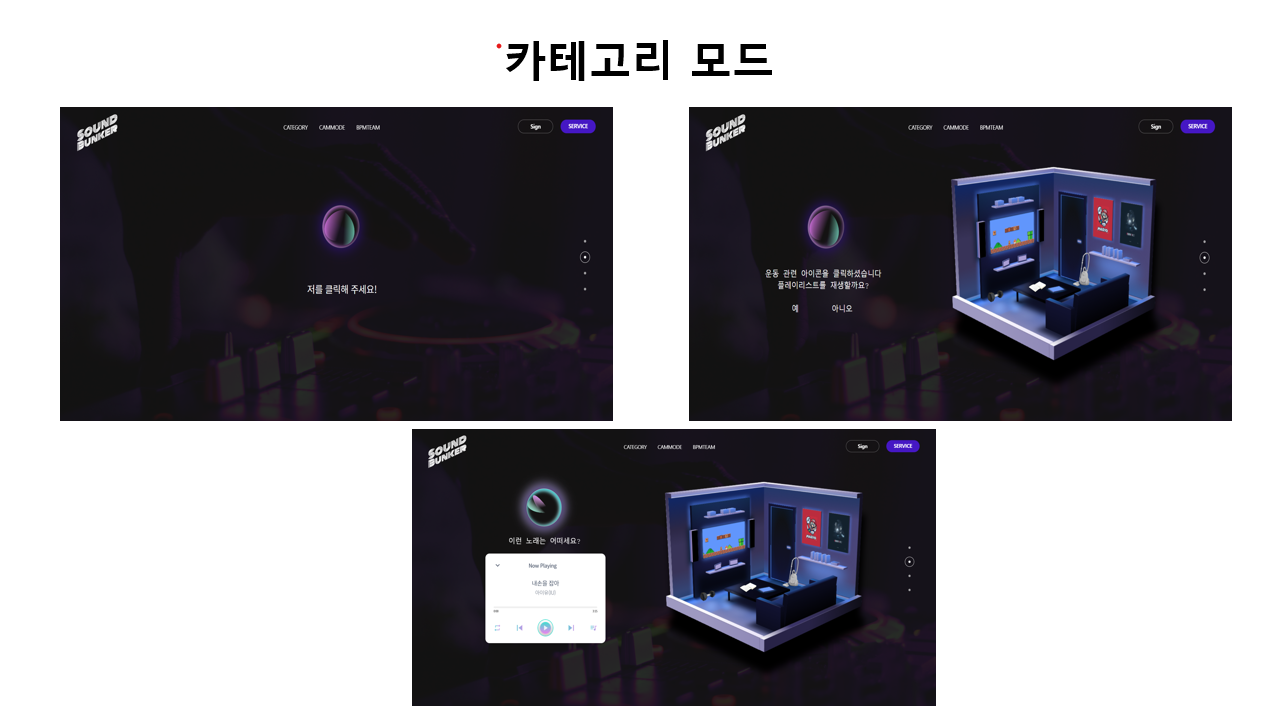 카테고리 모드
SOUND
BUNKER
CATEGORY CAMMODE BPMTEAM
Sign SERVICE
저를 클릭해 주세요!
SOUND
BUNKER
CATEGORY CAMMODE BPMTEAM
Sign SERVICE
운동 관련 아이콘을 클릭하셨습니다
플레이리스트를 재생할까요?
예 아니오
SOUND
BUNKER
CATEGORY CAMMODE BPMTEAM
Sign SERVICE
이런 노래는 어떠세요?
Now Playing
내손을 잡아